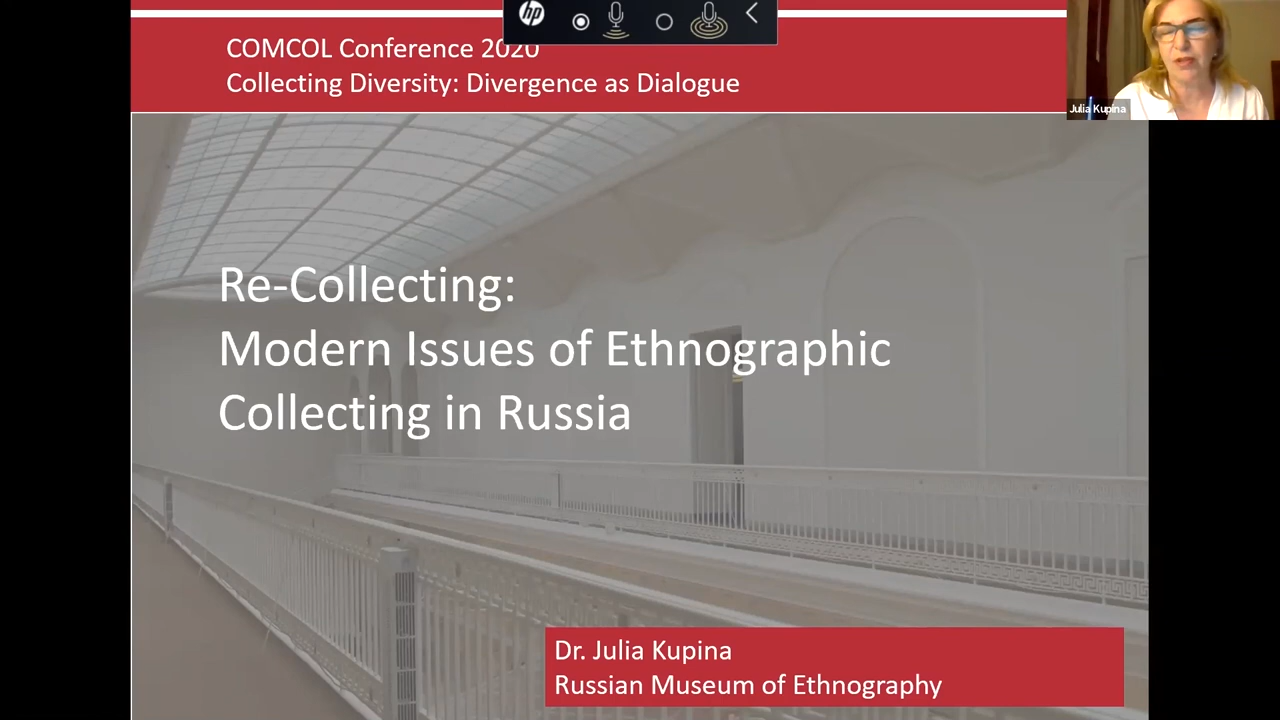 hp
COMCOL Conference 2020
Collecting Diversity: Divergence as Dialogue
Julia Kupina
Re-Collecting:
Modern Issues of Ethnographic
Collecting in Russia
Dr. Julia Kupina
Russian Museum of Ethnography